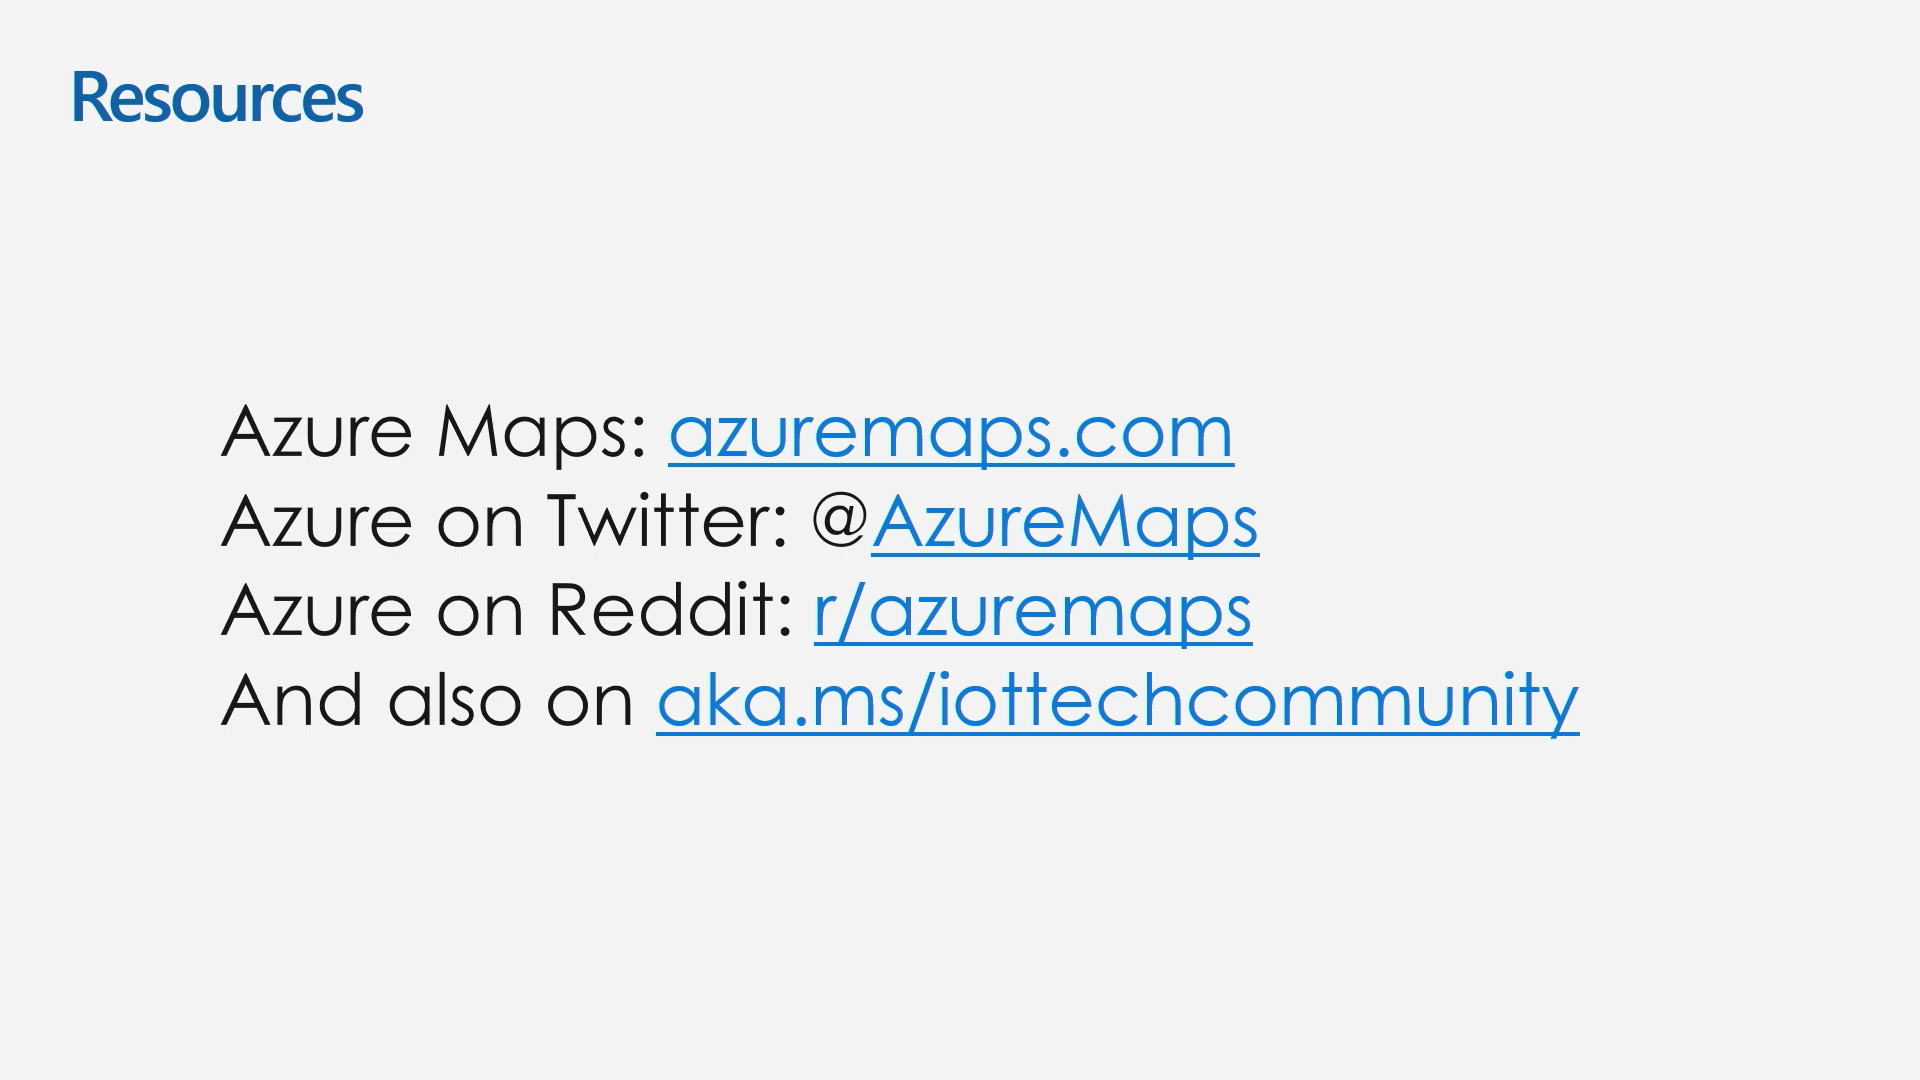 Resources
Azure Maps: azuremaps.com
Azure on Twitter: @AzureMaps
Azure on Reddit: r/azuremaps
And also on aka.ms/iottechcommunity